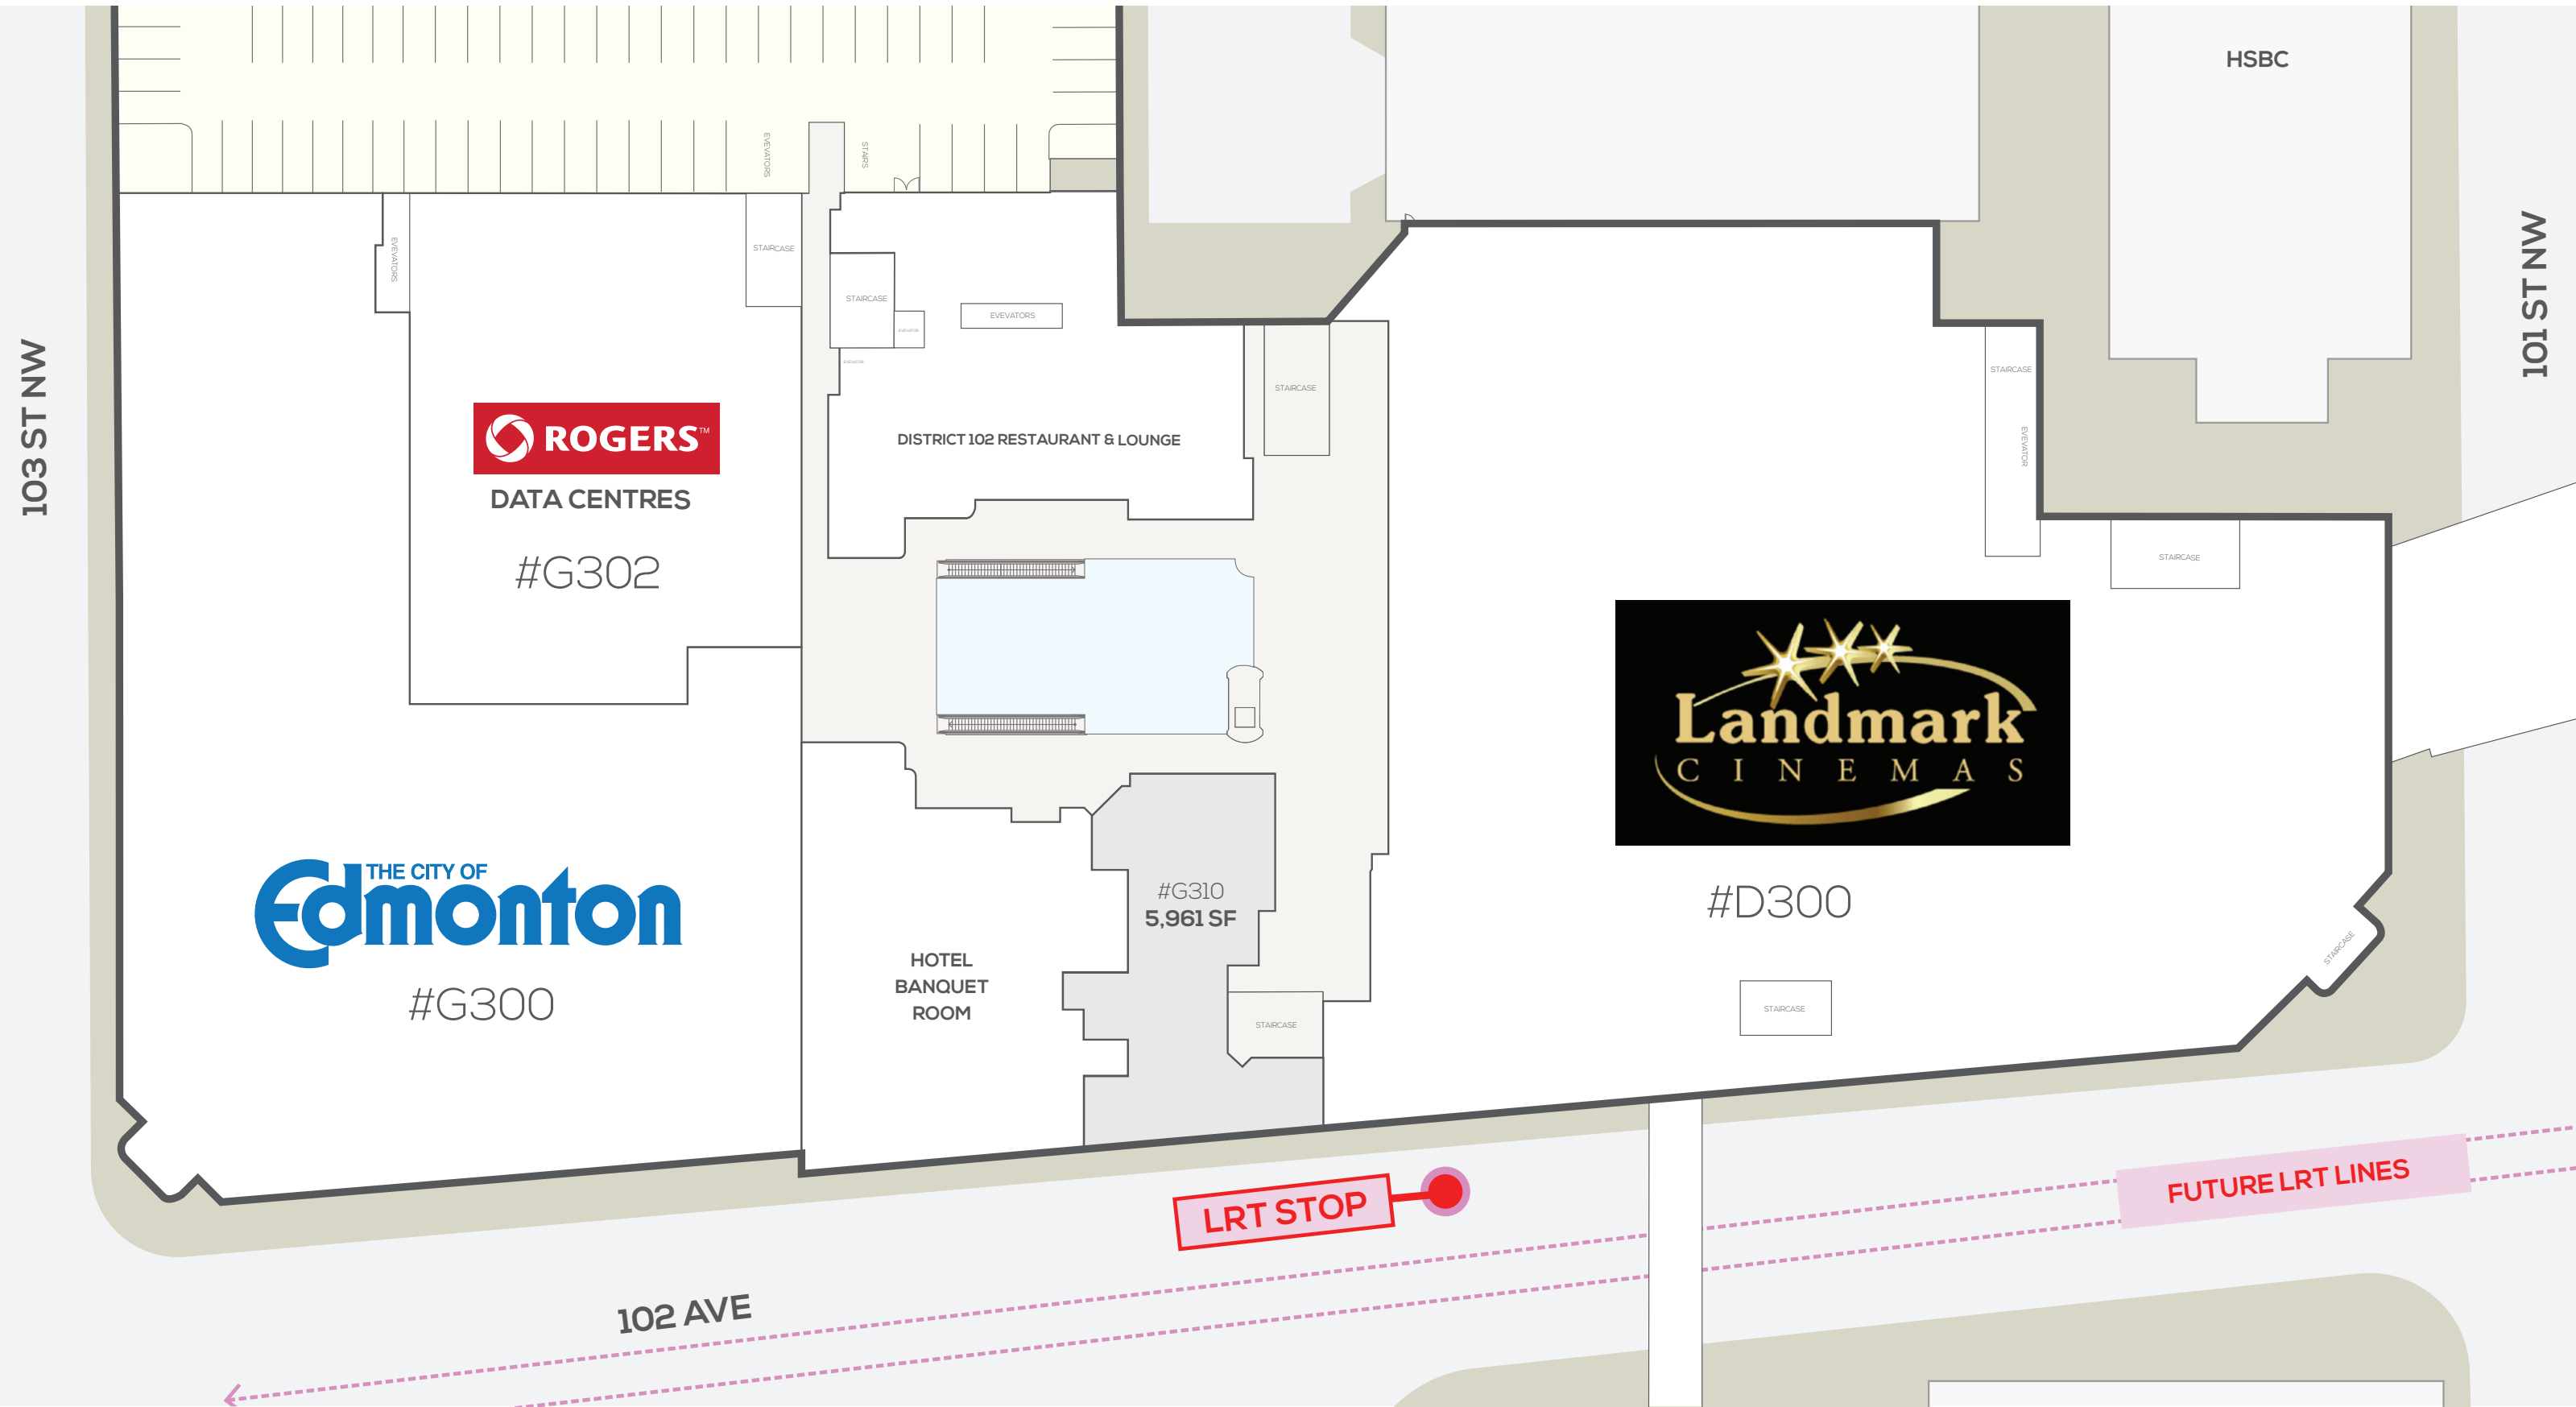 HSBC
EVEVATORS
STAIRS
103 ST NW
101 ST NW
EVEVATORS
STAIRCASE
STAIRCASE
EVEVATORS
EVEVATOR
EVEVATOR
STAIRCASE
STAIRCASE
EVEVATOR
STAIRCASE
ROGERS™
DATA CENTRES
#G302
DISTRICT 102 RESTAURANT & LOUNGE
Landmark
CINEMAS
#D300
THE CITY OF
Edmonton
#G300
HOTEL
BANQUET
ROOM
#G310
5,961 SF
STAIRCASE
STAIRCASE
STAIRCASE
LRT STOP
FUTURE LRT LINES
102 AVE